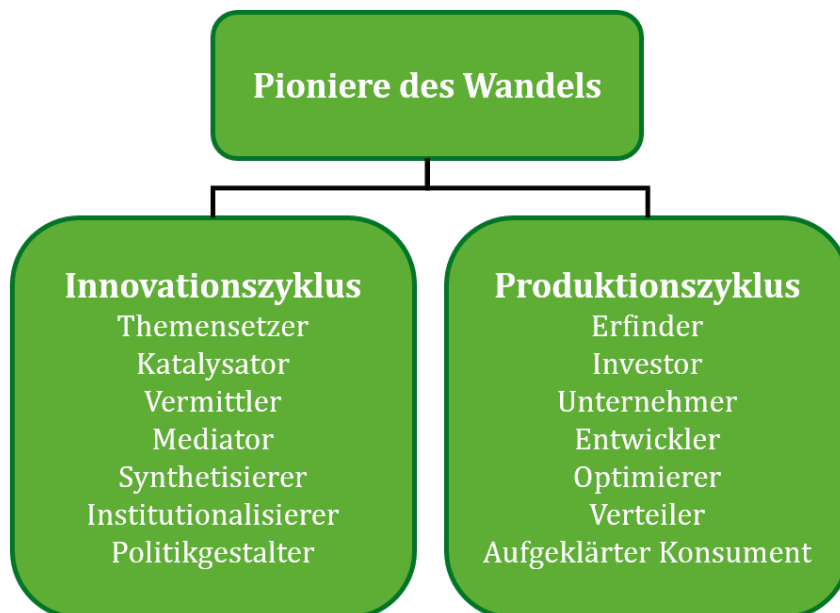 Pioniere des Wandels
Innovationszyklus
Themensetzer
Katalysator
Vermittler
Mediator
Synthetisierer
Institutionalisierer
Politikgestalter
Produktionszyklus
Erfinder
Investor
Unternehmer
Entwickler
Optimierer
Verteiler
Aufgeklärter Konsument